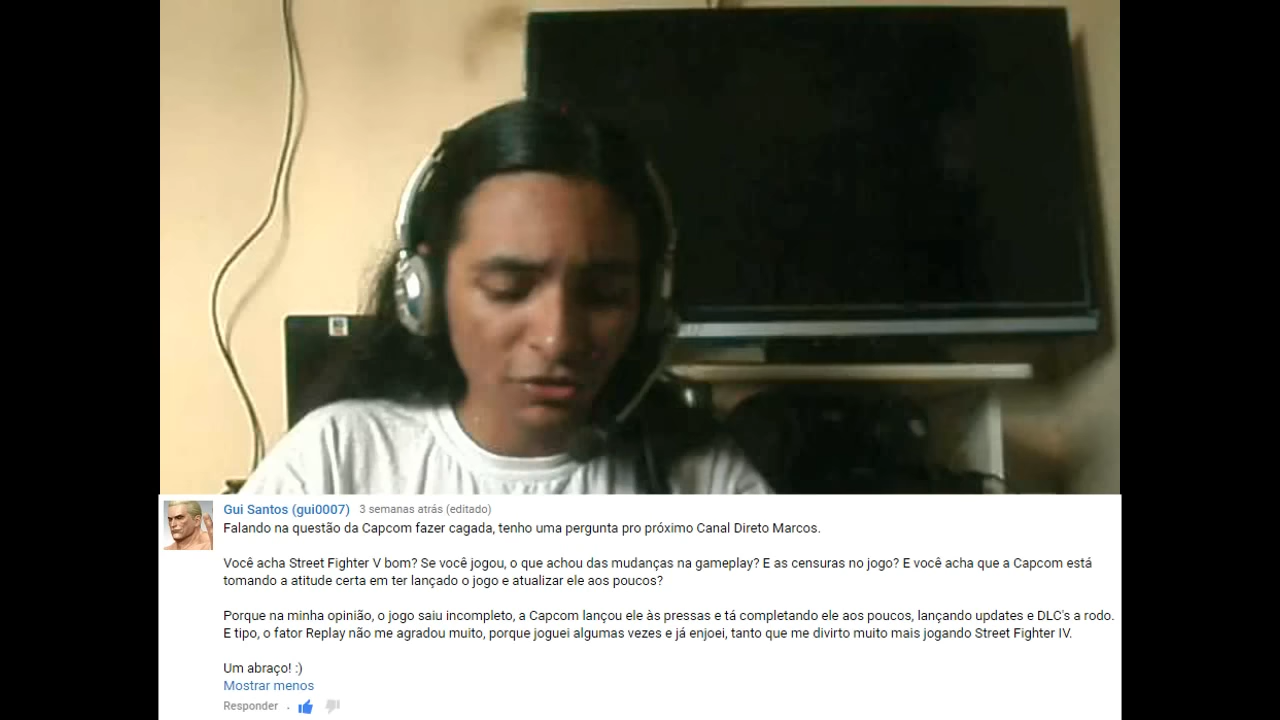 Gui Santos (gui0007) 3 semanas atrás (editado)
Falando na questão da Capcom fazer cagada, tenho uma pergunta pro próximo Canal Direto Marcos.
Você acha Street Fighter V bom? Se você jogou, o que achou das mudanças na gameplay? E as censuras no jogo? E você acha que a Capcom está
tomando a atitude certa em ter lançado o jogo e atualizar ele aos poucos?
Porque na minha opinião, o jogo saiu incompleto, a Capcom lançou ele às pressas e tá completando ele aos poucos, lançando updates e DLC's a rodo.
E tipo, o fator Replay não me agradou muito, porque joguei algumas vezes e já enjoei, tanto que me divirto muito mais jogando Street Fighter IV.
Um abraço! :)
Mostrar menos
Responder .